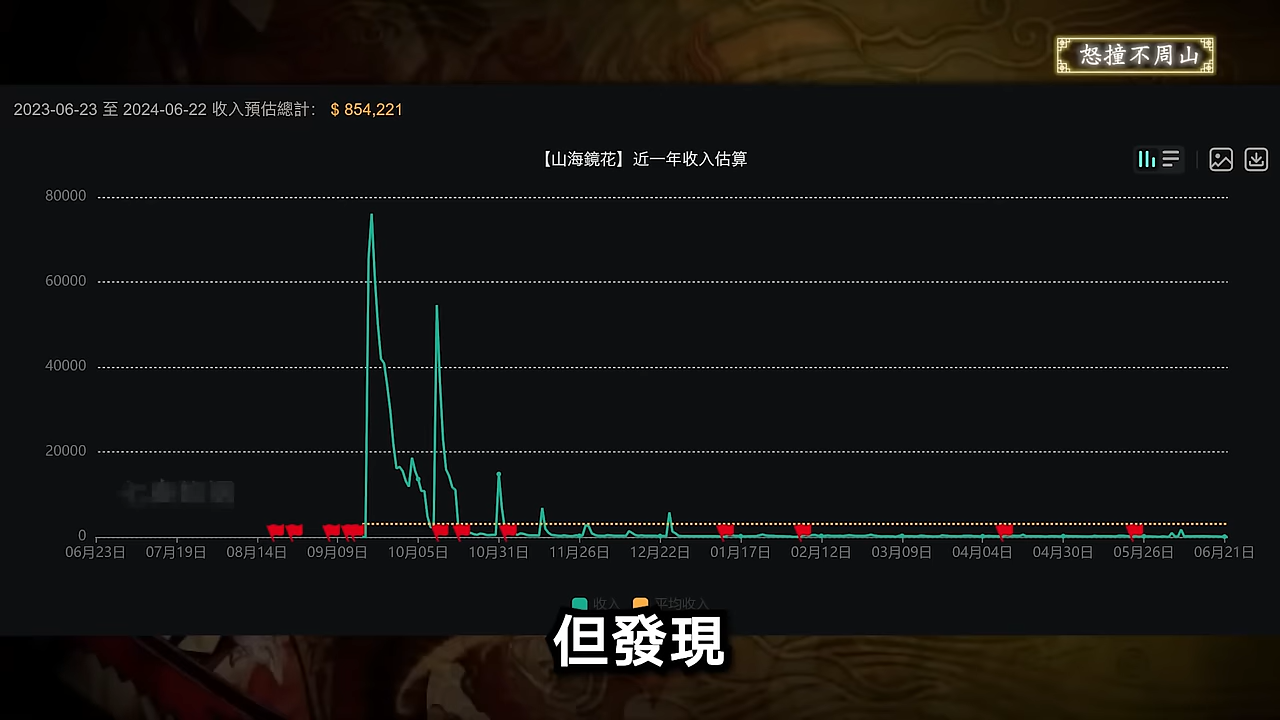 怒撞不周山
2023-06-23 至 2024-06-22 收入預估總計： $ 854,221
【山海鏡花】近一年收入估算
80000
60000
40000
20000
0
06月23日 07月19日 08月14日 09月09日 10月05日 10月31日 11月26日 12月22日 01月17日 02月12日 03月09日 04月04日 04月30日 05月26日 06月21日
收入 平均收入
但發現